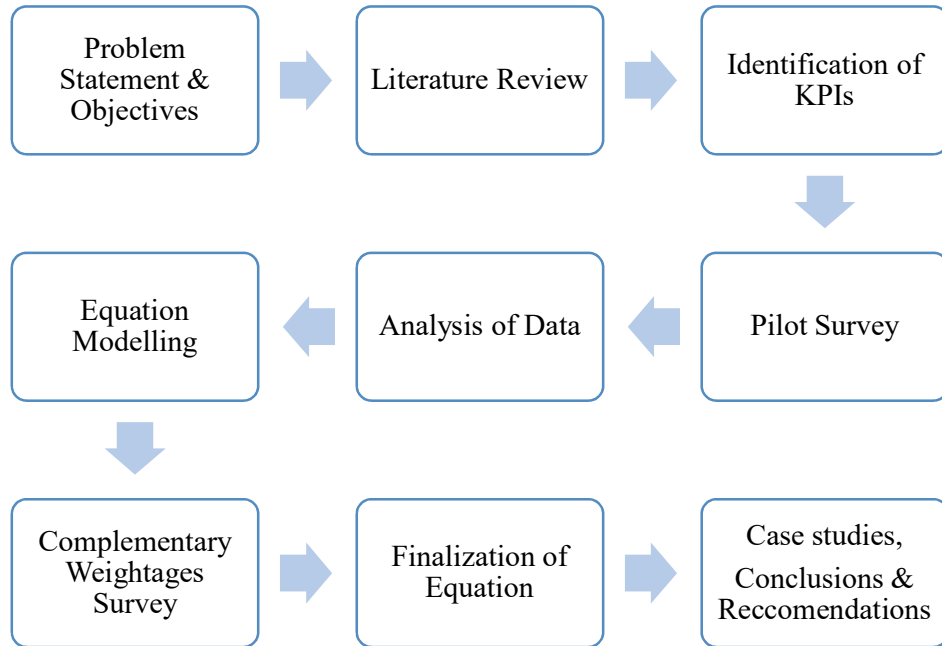 Problem
Statement &
Objectives
Literature Review
Identification of
KPIs
Pilot Survey
Analysis of Data
Equation
Modelling
Complementary
Weightages
Survey
Finalization of
Equation
Case studies,
Conclusions &
Reccomendations